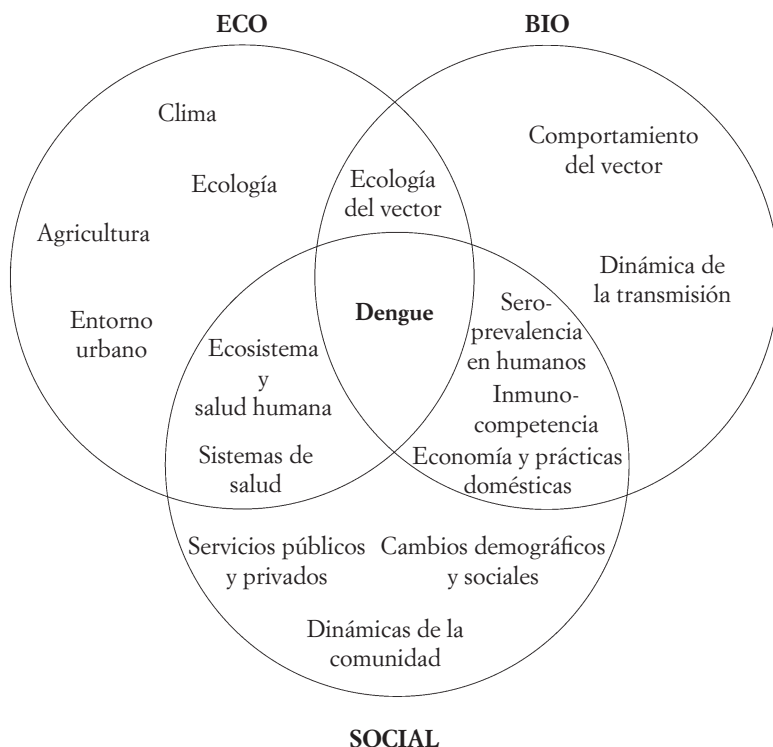 ECO
BIO
Clima
Ecología
Agricultura
Entorno
urbano
Ecología
del vector
Comportamiento
del vector
Dinámica de
la transmisión
Dengue
Sero-
prevalencia
en humanos
Inmuno-
competencia
Economía y prácticas
domésticas
Ecosistema
y
salud humana
Sistemas de
salud
Servicios públicos
y privados
Cambios demográficos
y sociales
Dinámicas de la
comunidad
SOCIAL